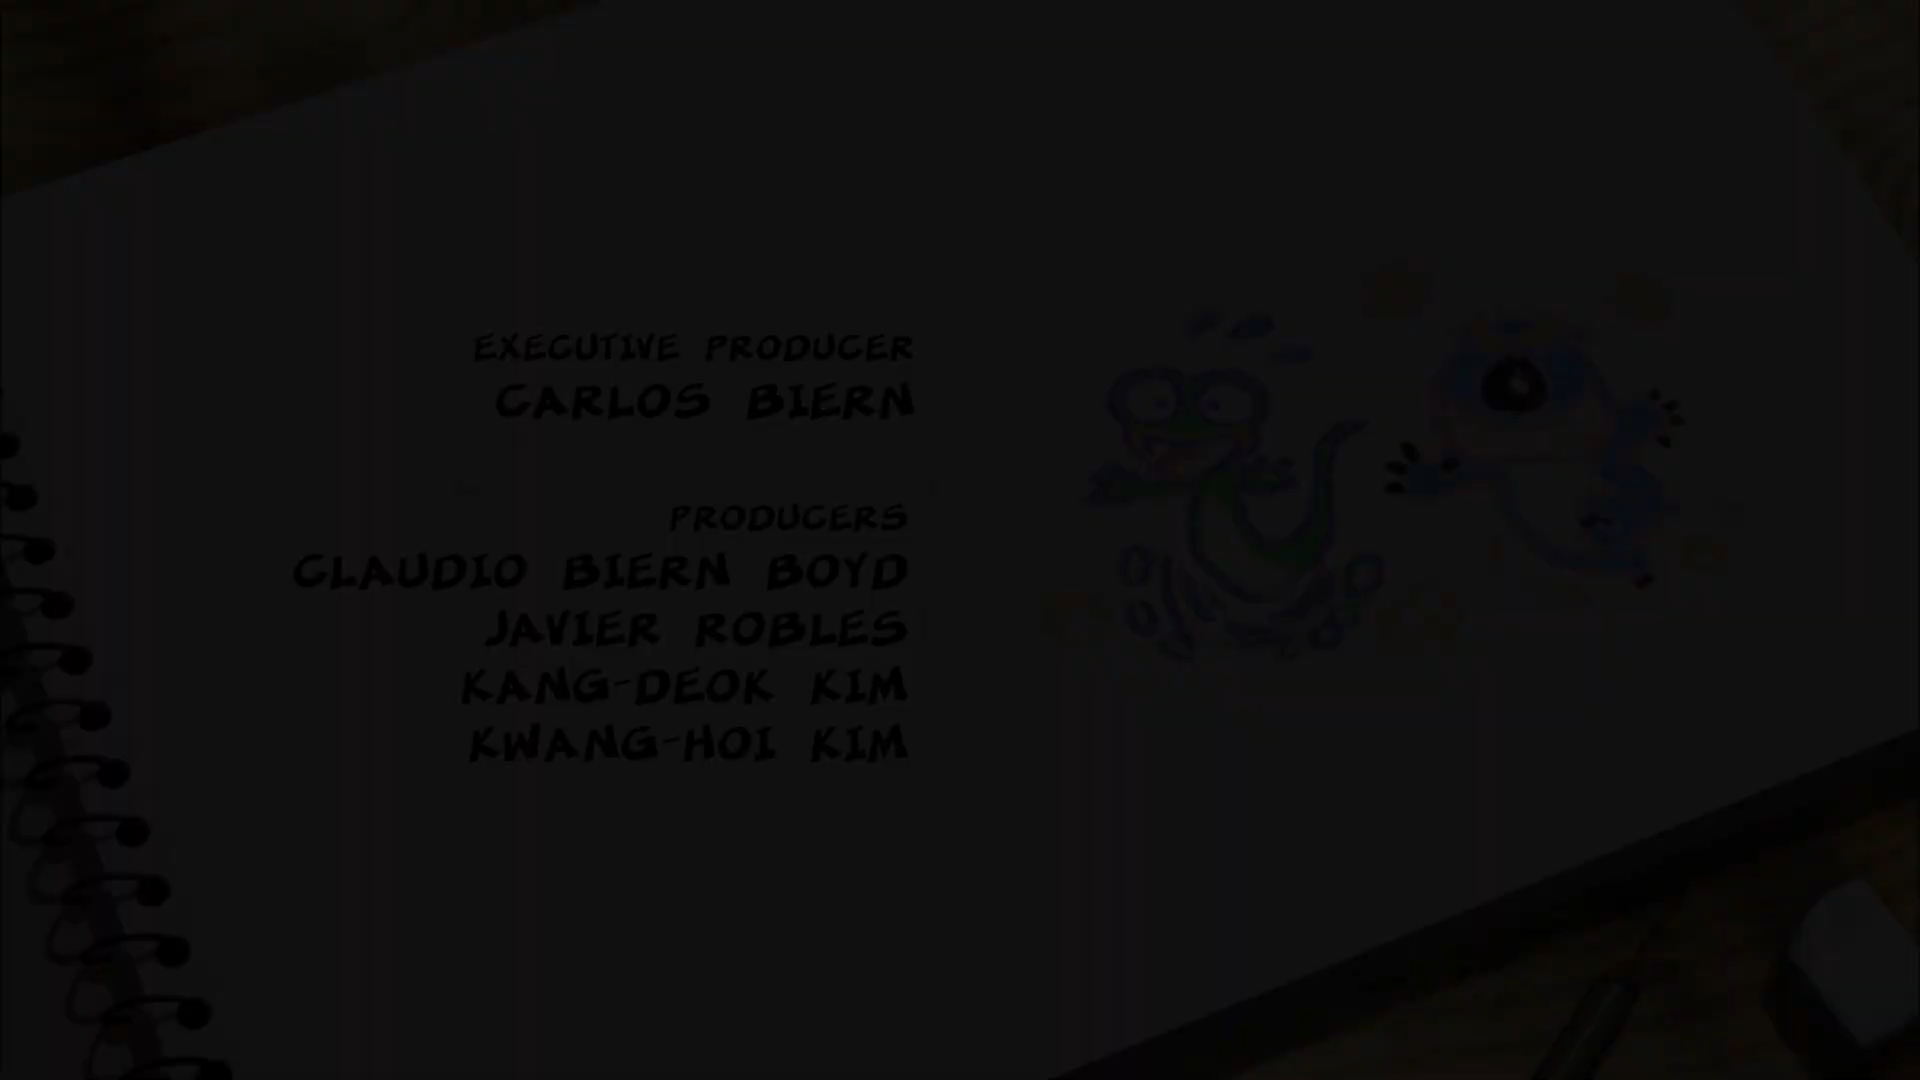 EXECUTIVE PRODUCER
CARLOS BIERN
PRODUCERS
CLAUDIO BIERN BOYD
JAVIER ROBLES
KANG-DEOK KIM
KWANG-HOI KIM